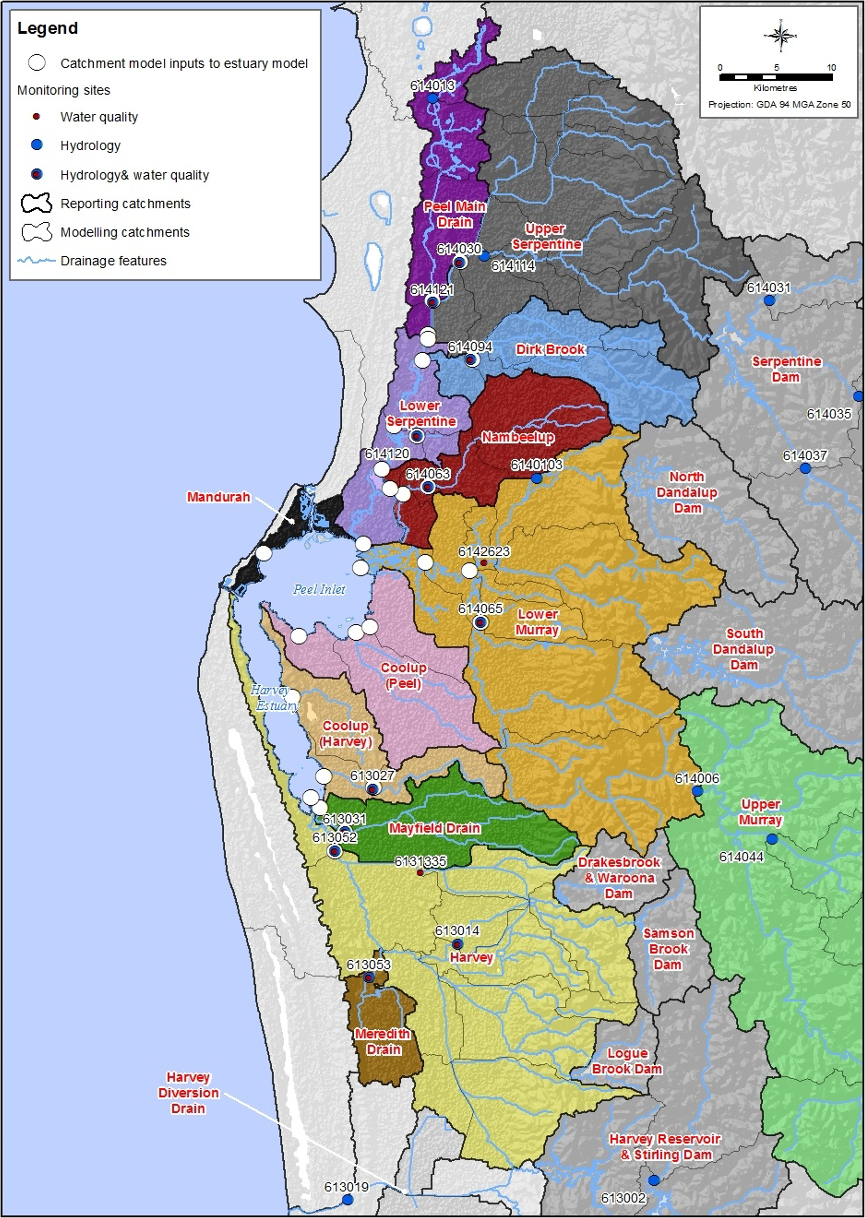 Legend
Catchment model inputs to estuary model
Monitoring sites
Water quality
Hydrology
Hydrology& water quality
Reporting catchments
Modelling catchments
Drainage features
0 5 10
Kilometres
Projection: GDA 94 MGA Zone 50
614013
Peel Main
Drain
Upper
Serpentine
614030
614114
614121
614031
614094
Dirk Brook
Serpentine
Dam
614035
Lower
Serpentine
Nambeelup
614120
614063
6140103
614037
North
Dandalup
Dam
Mandurah
6142623
Peel Inlet
614065
Lower
Murray
South
Dandalup
Dam
Coolup
(Peel)
Harvey
Estuary
Coolup
(Harvey)
613027
614006
Upper
Murray
613031
Mayfield Drain
613052
614044
6131335
Drakesbrook
& Waroona
Dam
613014
Harvey
Samson
Brook
Dam
613053
Meredith
Drain
Logue
Brook Dam
Harvey
Diversion
Drain
Harvey Reservoir
& Stirling Dam
613019
613002